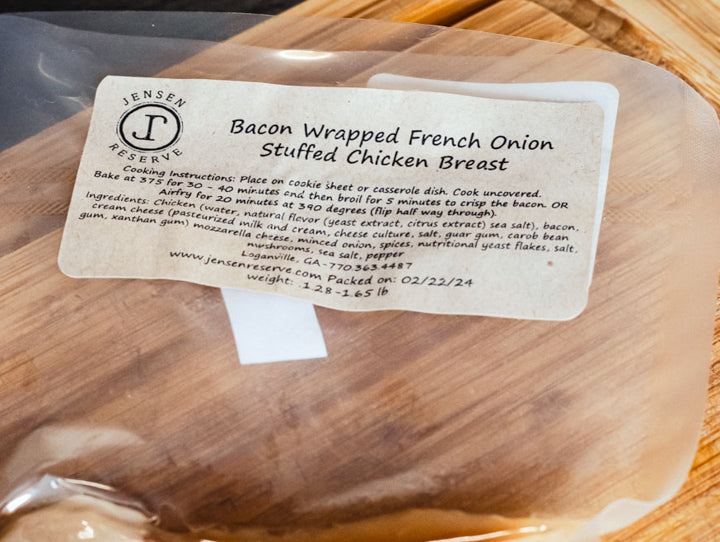 JENSEN
Jr
RESERVE
Bacon Wrapped French Onion
Stuffed Chicken Breast
Cooking Instructions: Place on cookie sheet or casserole dish. Cook uncovered.
Bake at 375 for 30 - 40 minutes and then broil for 5 minutes to crisp the bacon. OR
Airfry for 20 minutes at 390 degrees (flip half way through).
Ingredients: Chicken (water, natural flavor (yeast extract, citrus extract) sea salt), bacon,
cream cheese (pasteurized milk and cream, cheese culture, salt, guar gum, carob bean
gum, xanthan gum) mozzarella cheese, minced onion, spices, nutritional yeast flakes, salt,
mushrooms, sea salt, pepper
Loganville, GA -770.363.4487
www.jensenreserve.com Packed on: 02/22/24
weight: 1.28 -1.65 lb